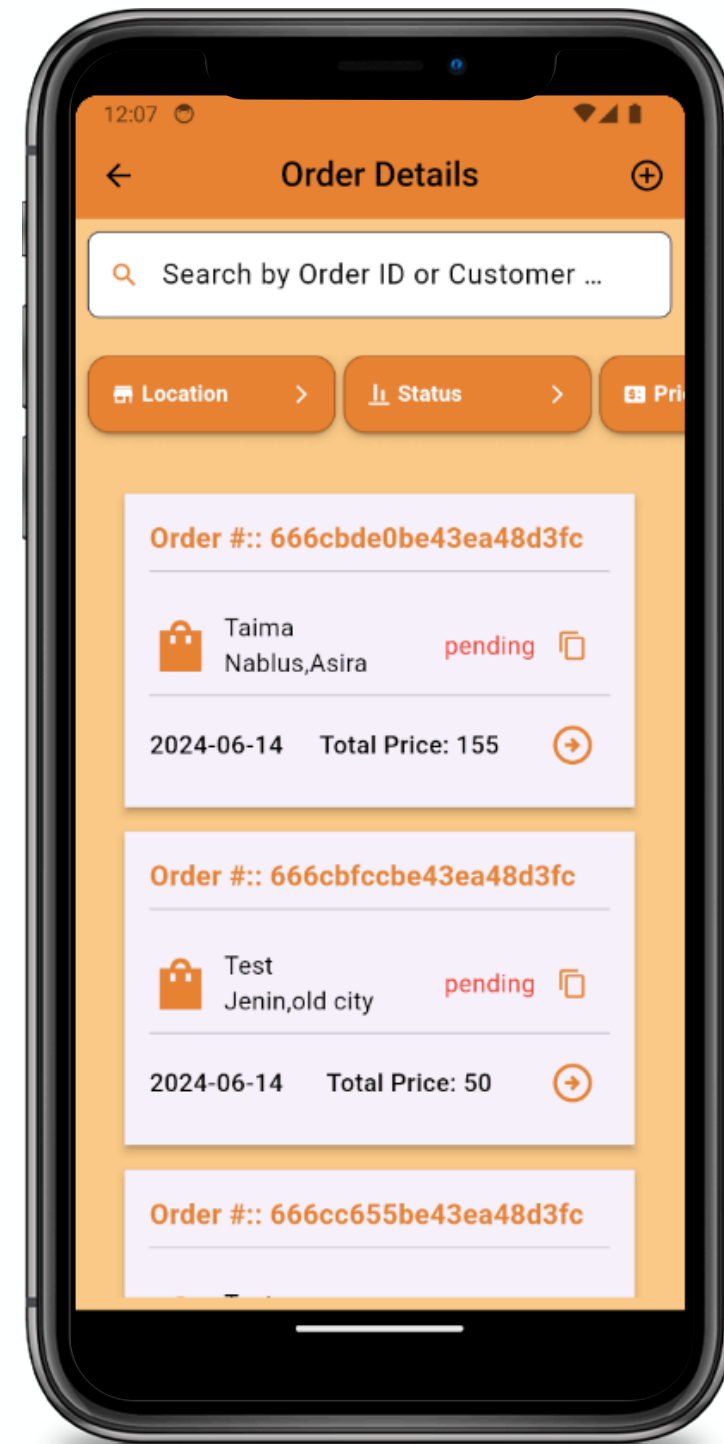 12:07
Order Details
Search by Order ID or Customer ...
Location
Status
Order #:: 666cbde0be43ea48d3fc
Taima
Nablus,Asira
pending
2024-06-14 Total Price: 155
Order #:: 666cbfccbe43ea48d3fc
Test
Jenin,old city
pending
2024-06-14 Total Price: 50
Order #:: 666cc655be43ea48d3fc